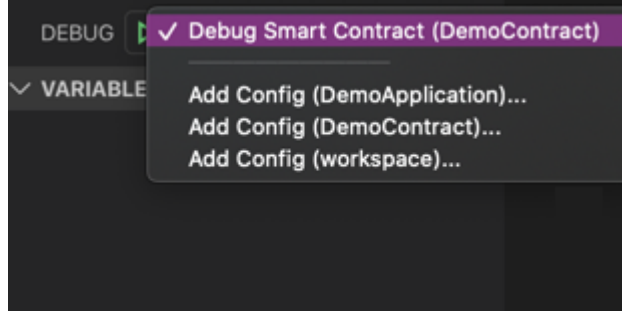 DEBUG
✓ Debug Smart Contract (DemoContract)
VARIABLE
Add Config (DemoApplication)...
Add Config (DemoContract)...
Add Config (workspace)...